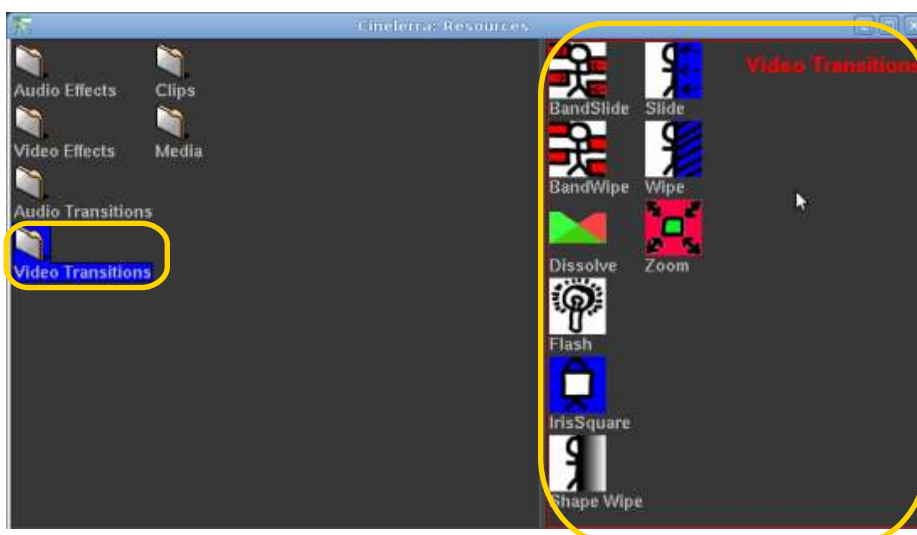 Cinelerra: Resources
Audio Effects
Clips
Video Effects
Media
Audio Transitions
Video Transitions
Video Transitions
BandSlide
Slide
BandWipe
Wipe
Dissolve
Zoom
Flash
IrisSquare
Shape Wipe